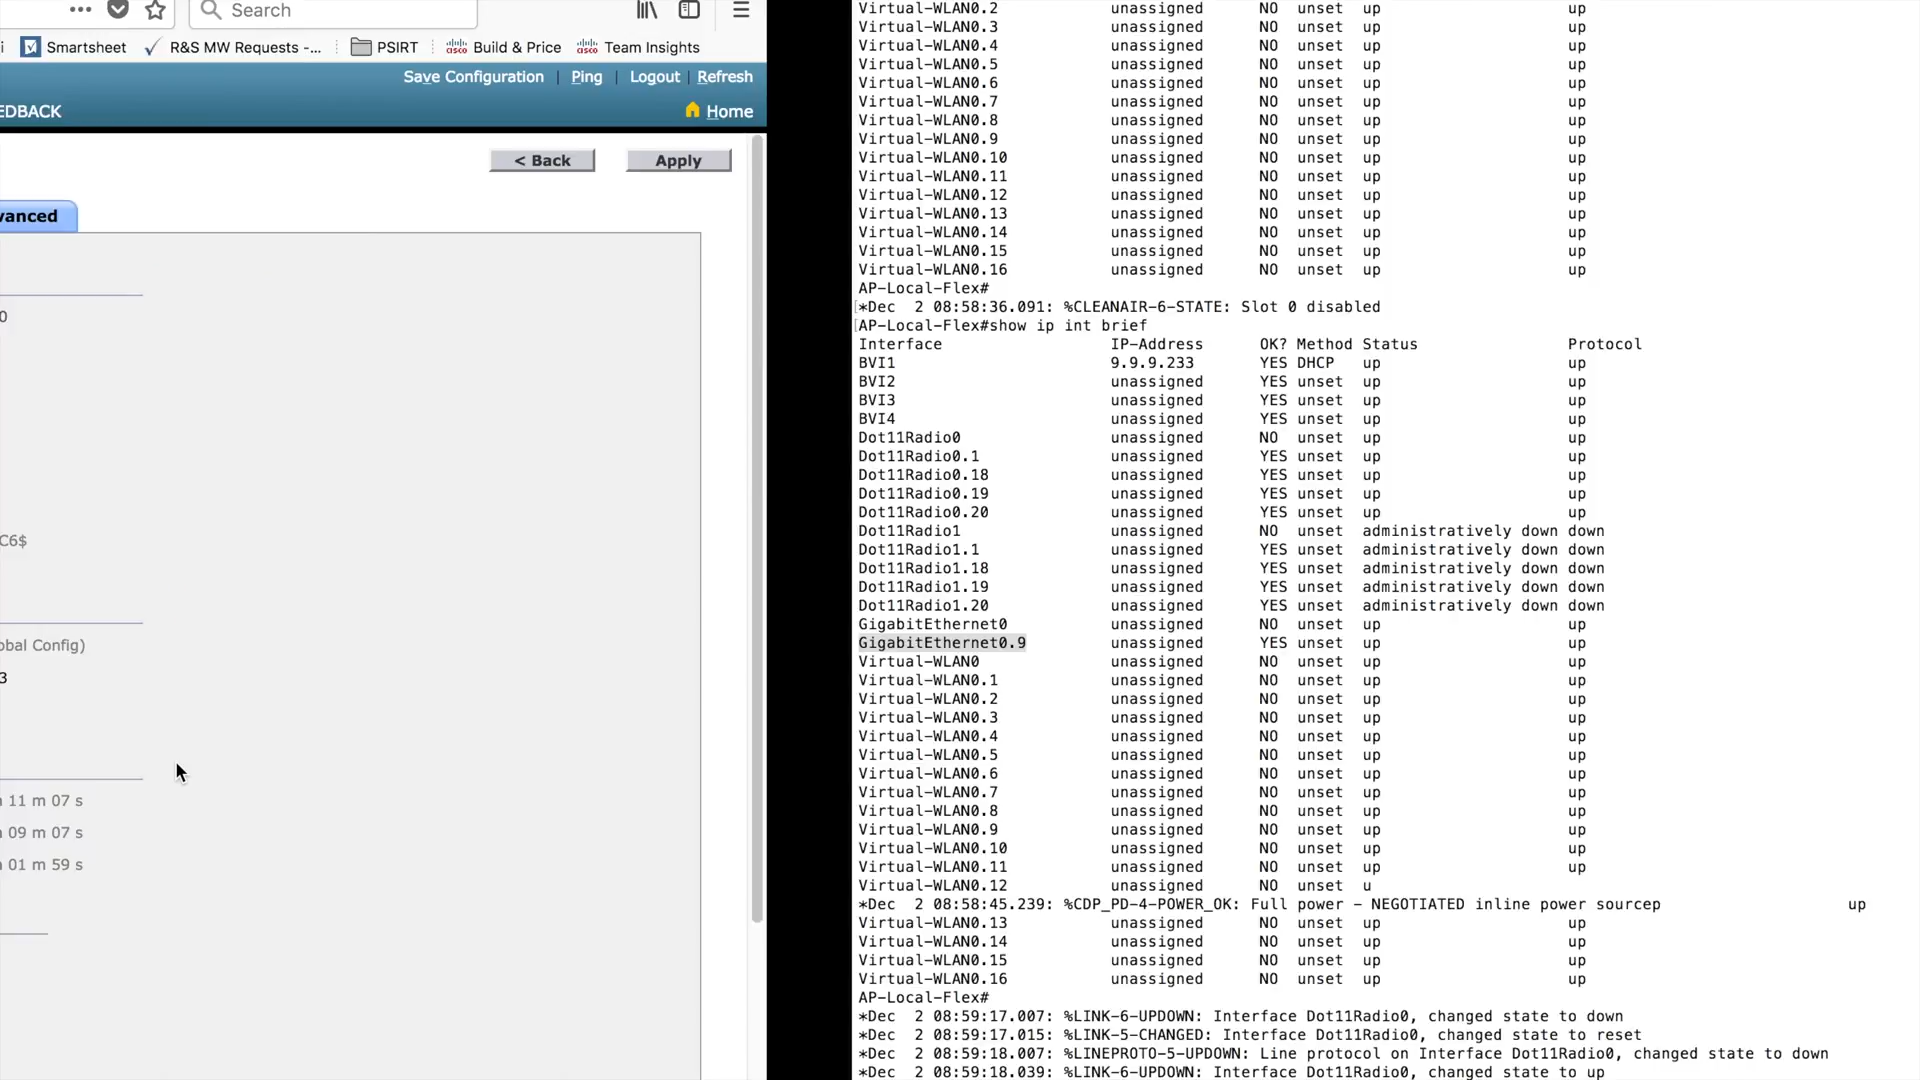 Search
Smartsheet R&S MW Requests -... PSIRT Build & Price Team Insights
Save Configuration Ping Logout Refresh
EDBACK
Home
< Back Apply
vanced
0
C6$
obal Config)
3
11 m 07 s
09 m 07 s
01 m 59 s
Virtual-WLAN0.2 unassigned NO unset up up
Virtual-WLAN0.3 unassigned NO unset up up
Virtual-WLAN0.4 unassigned NO unset up up
Virtual-WLAN0.5 unassigned NO unset up up
Virtual-WLAN0.6 unassigned NO unset up up
Virtual-WLAN0.7 unassigned NO unset up up
Virtual-WLAN0.8 unassigned NO unset up up
Virtual-WLAN0.9 unassigned NO unset up up
Virtual-WLAN0.10 unassigned NO unset up up
Virtual-WLAN0.11 unassigned NO unset up up
Virtual-WLAN0.12 unassigned NO unset up up
Virtual-WLAN0.13 unassigned NO unset up up
Virtual-WLAN0.14 unassigned NO unset up up
Virtual-WLAN0.15 unassigned NO unset up up
Virtual-WLAN0.16 unassigned NO unset up up
AP-Local-Flex#
*Dec 2 08:58:36.091: %CLEANAIR-6-STATE: Slot 0 disabled
AP-Local-Flex#show ip int brief
Interface IP-Address OK? Method Status Protocol
BVI1 9.9.9.233 YES DHCP up up
BVI2 unassigned YES unset up up
BVI3 unassigned YES unset up up
BVI4 unassigned YES unset up up
Dot11Radio0 unassigned NO unset up up
Dot11Radio0.1 unassigned YES unset up up
Dot11Radio0.18 unassigned YES unset up up
Dot11Radio0.19 unassigned YES unset up up
Dot11Radio0.20 unassigned YES unset up up
Dot11Radio1 unassigned NO unset administratively down down
Dot11Radio1.1 unassigned YES unset administratively down down
Dot11Radio1.18 unassigned YES unset administratively down down
Dot11Radio1.19 unassigned YES unset administratively down down
Dot11Radio1.20 unassigned YES unset administratively down down
GigabitEthernet0 unassigned NO unset up up
GigabitEthernet0.9 unassigned YES unset up up
Virtual-WLAN0 unassigned NO unset up up
Virtual-WLAN0.1 unassigned NO unset up up
Virtual-WLAN0.2 unassigned NO unset up up
Virtual-WLAN0.3 unassigned NO unset up up
Virtual-WLAN0.4 unassigned NO unset up up
Virtual-WLAN0.5 unassigned NO unset up up
Virtual-WLAN0.6 unassigned NO unset up up
Virtual-WLAN0.7 unassigned NO unset up up
Virtual-WLAN0.8 unassigned NO unset up up
Virtual-WLAN0.9 unassigned NO unset up up
Virtual-WLAN0.10 unassigned NO unset up up
Virtual-WLAN0.11 unassigned NO unset up up
Virtual-WLAN0.12 unassigned NO unset u
*Dec 2 08:58:45.239: %CDP_PD-4-POWER_OK: Full power - NEGOTIATED inline power sourcep up
Virtual-WLAN0.13 unassigned NO unset up up
Virtual-WLAN0.14 unassigned NO unset up up
Virtual-WLAN0.15 unassigned NO unset up up
Virtual-WLAN0.16 unassigned NO unset up up
AP-Local-Flex#
*Dec 2 08:59:17.007: %LINK-6-UPDOWN: Interface Dot11Radio0, changed state to down
*Dec 2 08:59:17.015: %LINK-5-CHANGED: Interface Dot11Radio0, changed state to reset
*Dec 2 08:59:18.007: %LINEPROTO-5-UPDOWN: Line protocol on Interface Dot11Radio0, changed state to down
*Dec 2 08:59:18.039: %LINK-6-UPDOWN: Interface Dot11Radio0, changed state to up